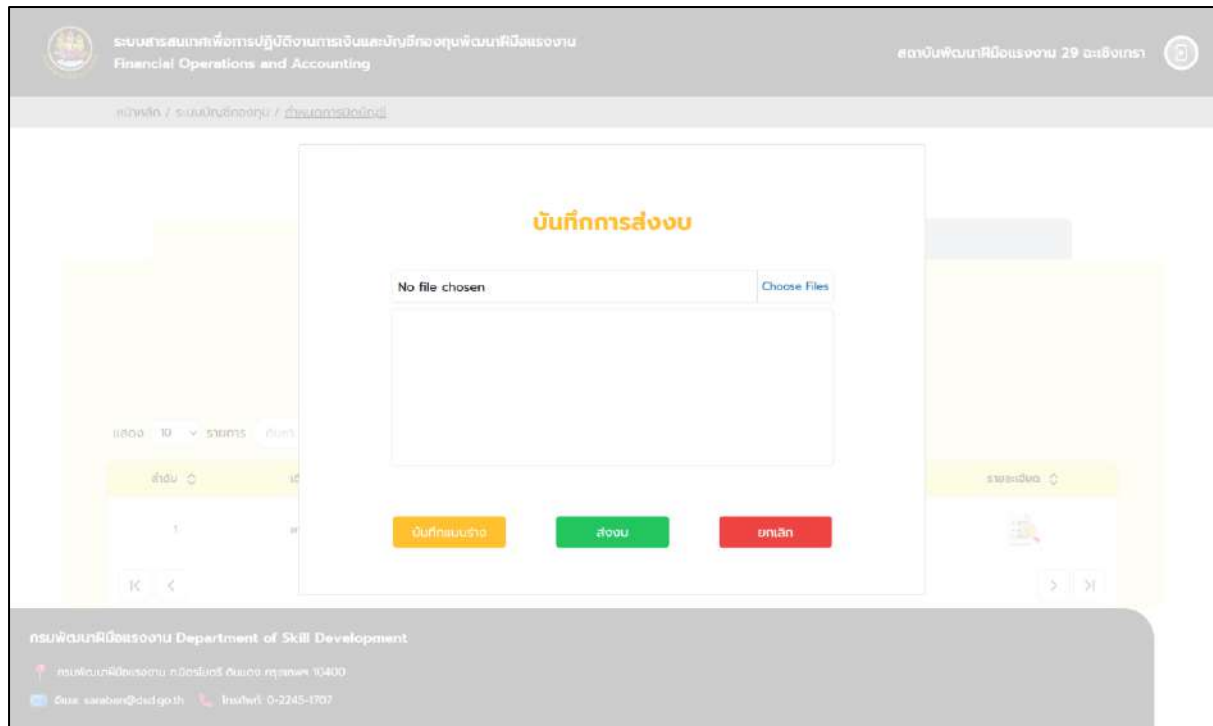 ระบบสารสนเทศเพื่อการปฏิบัติงานการเงินและบัญชีกองทุนพัฒนาฝีมือแรงงาน
Financial Operations and Accounting
สถาบันพัฒนาฝีมือแรงงาน 29 ฉะเชิงเทรา
หน้าหลัก / ระบบบัญชีกองทุน / กำหนดการปิดบัญชี
บันทึกการส่งงบ
No file chosen
Choose Files
แสดง 10 รายการ ค้นหา
ลำดับ
รายละเอียด
1
บันทึกแบบร่าง
ส่งงบ
ยกเลิก
กรมพัฒนาฝีมือแรงงาน Department of Skill Development
กรมพัฒนาฝีมือแรงงาน ถ.มิตรไมตรี ดินแดง กรุงเทพฯ 10400
อีเมล: saraban@dsd.go.th โทรศัพท์: 0-2245-1707